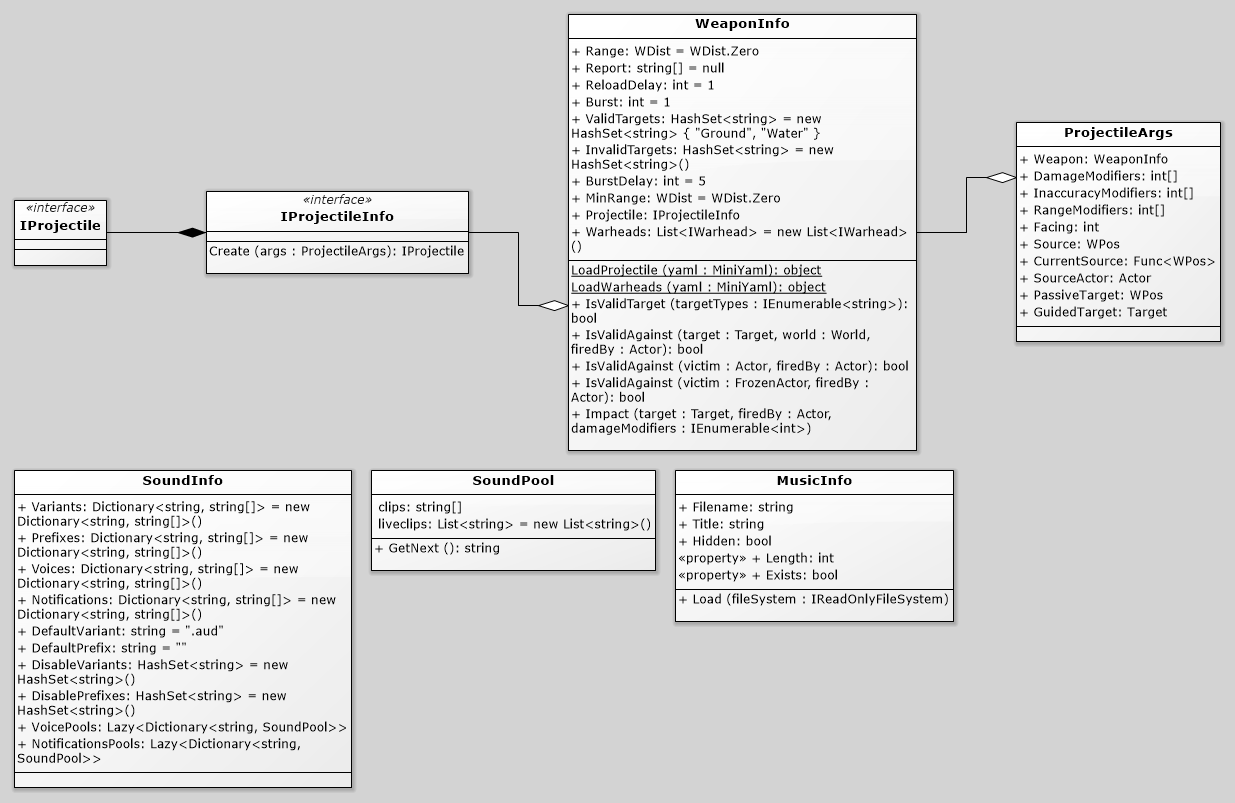 «interface»
IProjectile
«interface»
IProjectileInfo
Create (args : ProjectileArgs): IProjectile
WeaponInfo
+ Range: WDist = WDist.Zero
+ Report: string[] = null
+ ReloadDelay: int = 1
+ Burst: int = 1
+ ValidTargets: HashSet<string> = new
HashSet<string> { "Ground", "Water" }
+ InvalidTargets: HashSet<string> = new
HashSet<string>()
+ BurstDelay: int = 5
+ MinRange: WDist = WDist.Zero
+ Projectile: IProjectileInfo
+ Warheads: List<IWarhead> = new List<IWarhead>
()
LoadProjectile (yaml : MiniYaml): object
LoadWarheads (yaml : MiniYaml): object
+ IsValidTarget (targetTypes : IEnumerable<string>):
bool
+ IsValidAgainst (target : Target, world : World,
firedBy : Actor): bool
+ IsValidAgainst (victim : Actor, firedBy : Actor): bool
+ IsValidAgainst (victim : FrozenActor, firedBy :
Actor): bool
+ Impact (target : Target, firedBy : Actor,
damageModifiers : IEnumerable<int>)
ProjectileArgs
+ Weapon: WeaponInfo
+ DamageModifiers: int[]
+ InaccuracyModifiers: int[]
+ RangeModifiers: int[]
+ Facing: int
+ Source: WPos
+ CurrentSource: Func<WPos>
+ SourceActor: Actor
+ PassiveTarget: WPos
+ GuidedTarget: Target
SoundInfo
+ Variants: Dictionary<string, string[]> = new
Dictionary<string, string[]>()
+ Prefixes: Dictionary<string, string[]> = new
Dictionary<string, string[]>()
+ Voices: Dictionary<string, string[]> = new
Dictionary<string, string[]>()
+ Notifications: Dictionary<string, string[]> = new
Dictionary<string, string[]>()
+ DefaultVariant: string = ".aud"
+ DefaultPrefix: string = ""
+ DisableVariants: HashSet<string> = new
HashSet<string>()
+ DisablePrefixes: HashSet<string> = new
HashSet<string>()
+ VoicePools: Lazy<Dictionary<string, SoundPool>>
+ NotificationsPools: Lazy<Dictionary<string,
SoundPool>>
SoundPool
clips: string[]
liveclips: List<string> = new List<string>()
+ GetNext (): string
MusicInfo
+ Filename: string
+ Title: string
+ Hidden: bool
«property» + Length: int
«property» + Exists: bool
+ Load (fileSystem : IReadOnlyFileSystem)